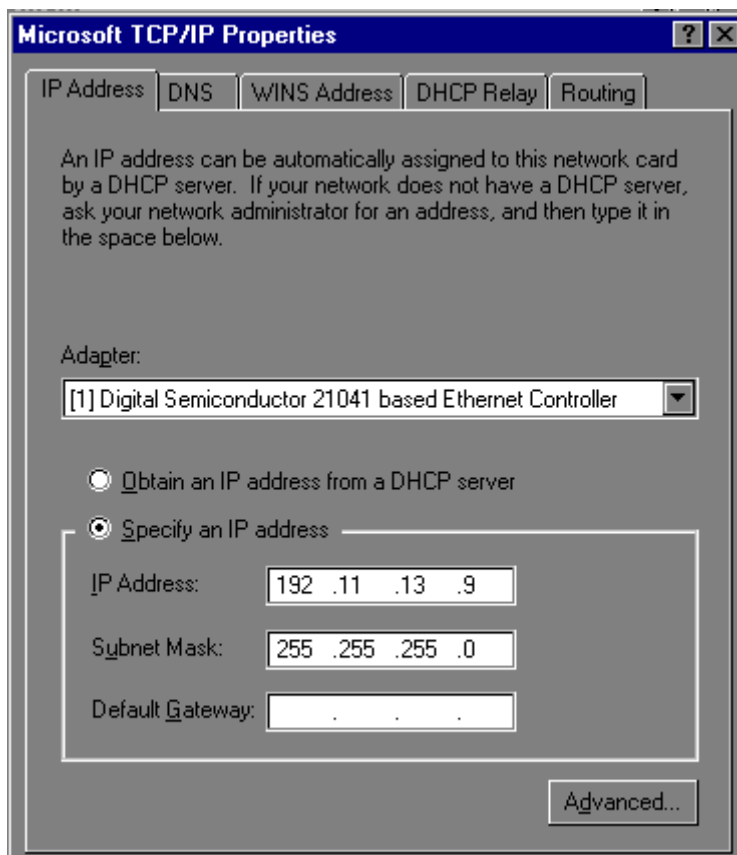 Microsoft TCP/IP Properties
IP Address DNS WINS Address DHCP Relay Routing
An IP address can be automatically assigned to this network card
by a DHCP server. If your network does not have a DHCP server,
ask your network administrator for an address, and then type it in
the space below.
Adapter:
[1] Digital Semiconductor 21041 based Ethernet Controller
Obtain an IP address from a DHCP server
Specify an IP address
IP Address: 192 .11 .13 .9
Subnet Mask: 255 .255 .255 .0
Default Gateway: . . .
Advanced...